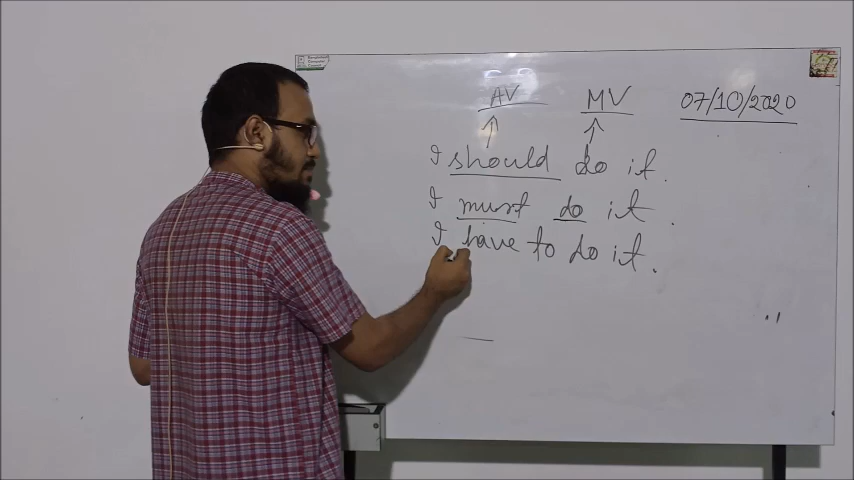 AV MV 07/10/2020
I should do it.
I must do it.
I have to do it.